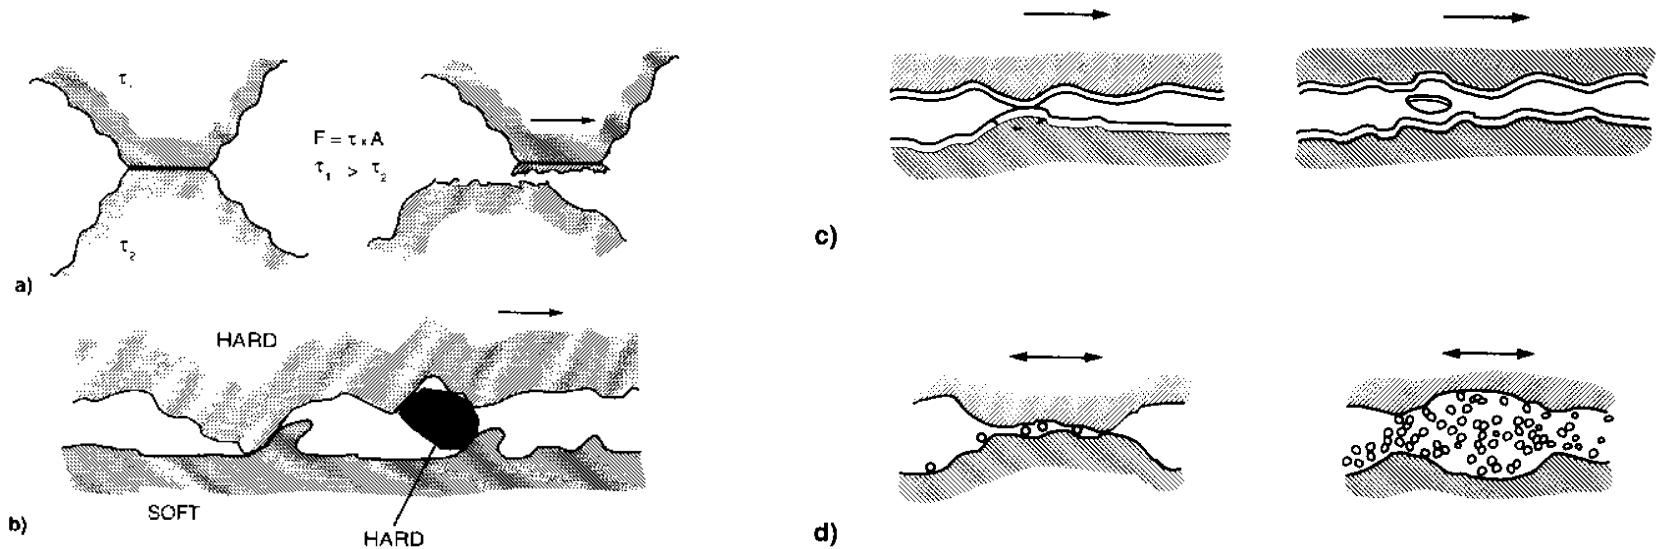 τ₁
F = τ × A
τ₁ > τ₂
τ₂
a)
HARD
SOFT
HARD
b)
c)
d)